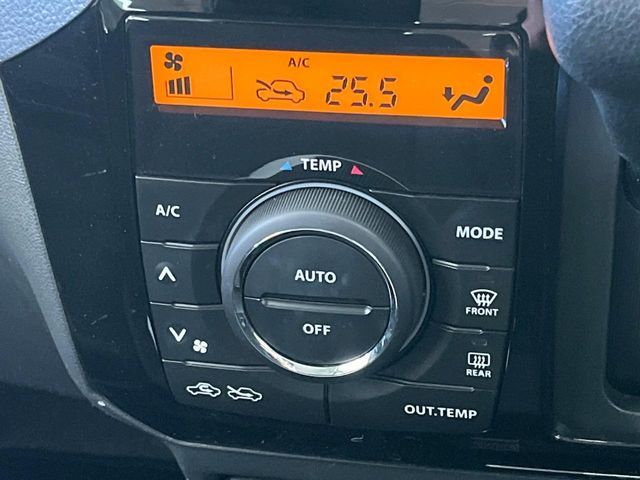 A/C
25.5
TEMP
A/C
MODE
AUTO
OFF
FRONT
REAR
OUT.TEMP